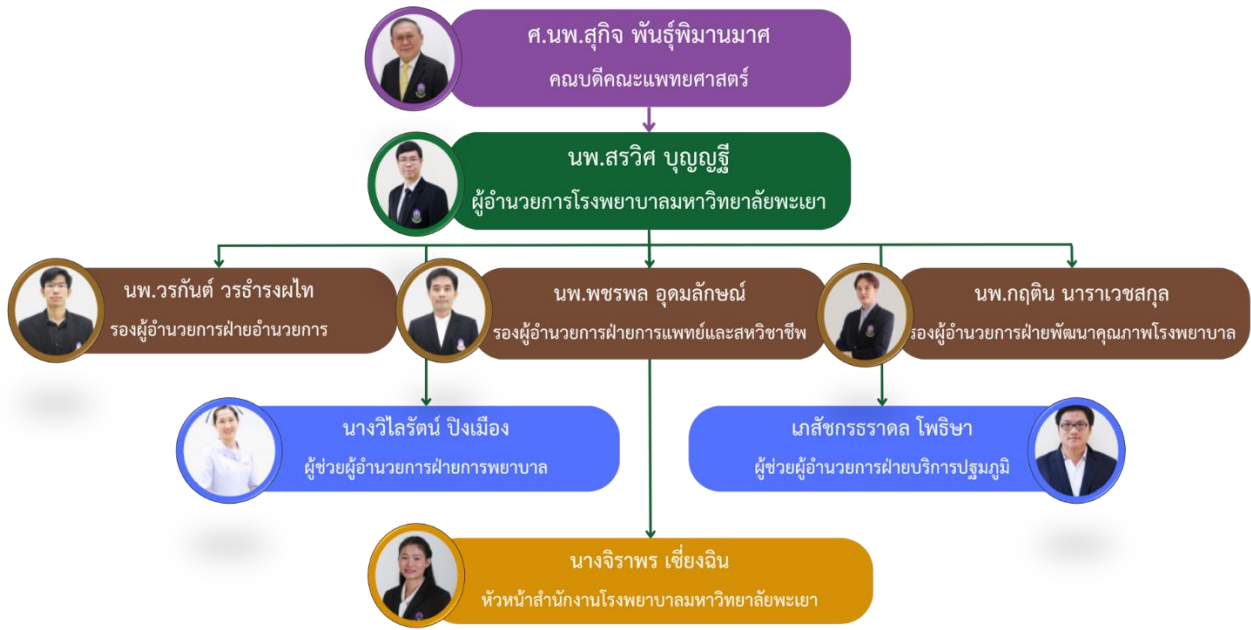 ศ.นพ.สุกิจ พันธุ์พิมานมาศ
คณบดีคณะแพทยศาสตร์
นพ.สรวิศ บุญญฐี
ผู้อำนวยการโรงพยาบาลมหาวิทยาลัยพะเยา
นพ.วรกันต์ วรธำรงผไท
รองผู้อำนวยการฝ่ายอำนวยการ
นพ.พชรพล อุดมลักษณ์
รองผู้อำนวยการฝ่ายการแพทย์และสหวิชาชีพ
นพ.กฤติน นาราเวชสกุล
รองผู้อำนวยการฝ่ายพัฒนาคุณภาพโรงพยาบาล
นางวิไลรัตน์ ปิงเมือง
ผู้ช่วยผู้อำนวยการฝ่ายการพยาบาล
เภสัชกรธราดล โพธิษา
ผู้ช่วยผู้อำนวยการฝ่ายบริการปฐมภูมิ
นางจิราพร เซี่ยงฉิน
หัวหน้าสำนักงานโรงพยาบาลมหาวิทยาลัยพะเยา